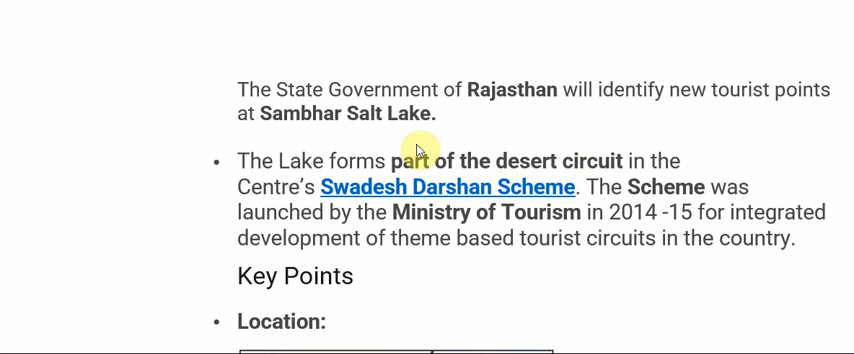 The State Government of Rajasthan will identify new tourist points
at Sambhar Salt Lake.
• The Lake forms part of the desert circuit in the
Centre’s Swadesh Darshan Scheme. The Scheme was
launched by the Ministry of Tourism in 2014 -15 for integrated
development of theme based tourist circuits in the country.
Key Points
• Location: